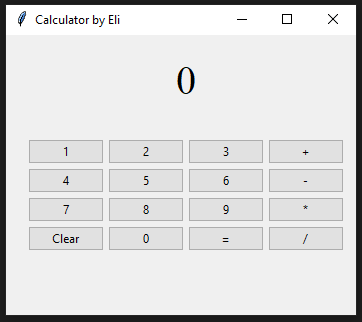 Calculator by Eli
0
1 2 3 +
4 5 6 -
7 8 9 *
Clear 0 = /